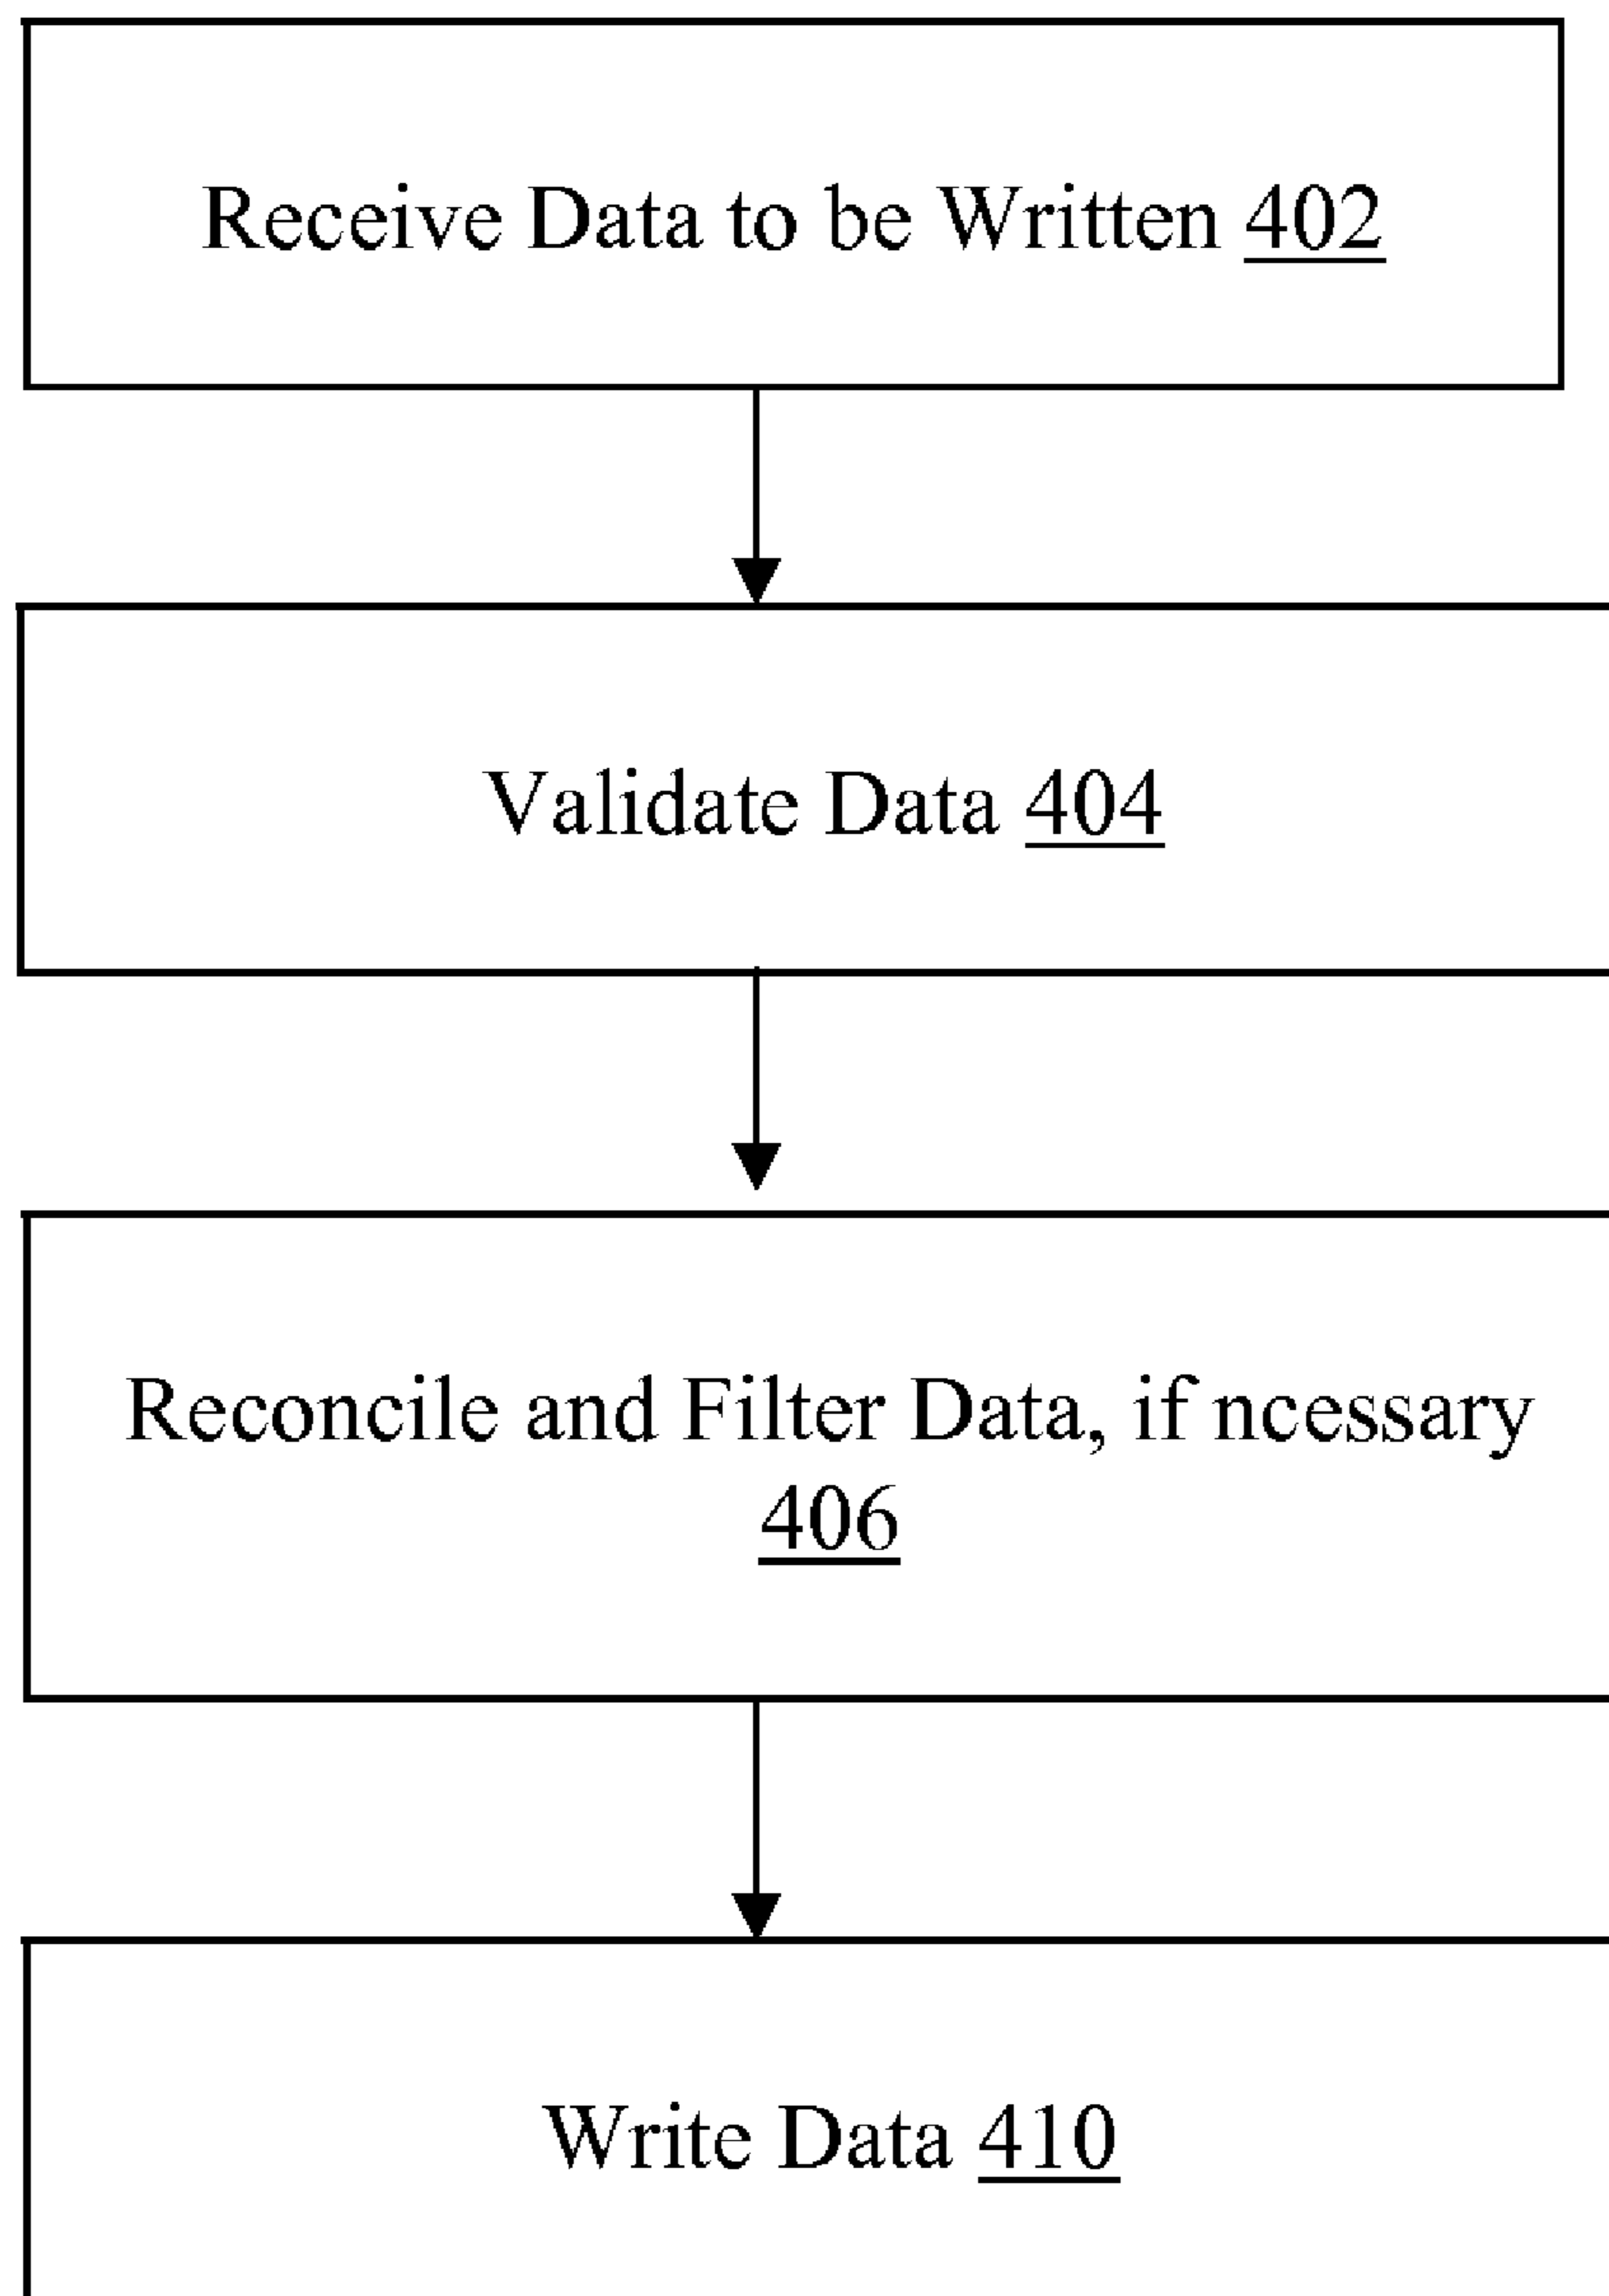 Receive Data to be Written 402
Validate Data 404
Reconcile and Filter Data, if ncessary
406
Write Data 410